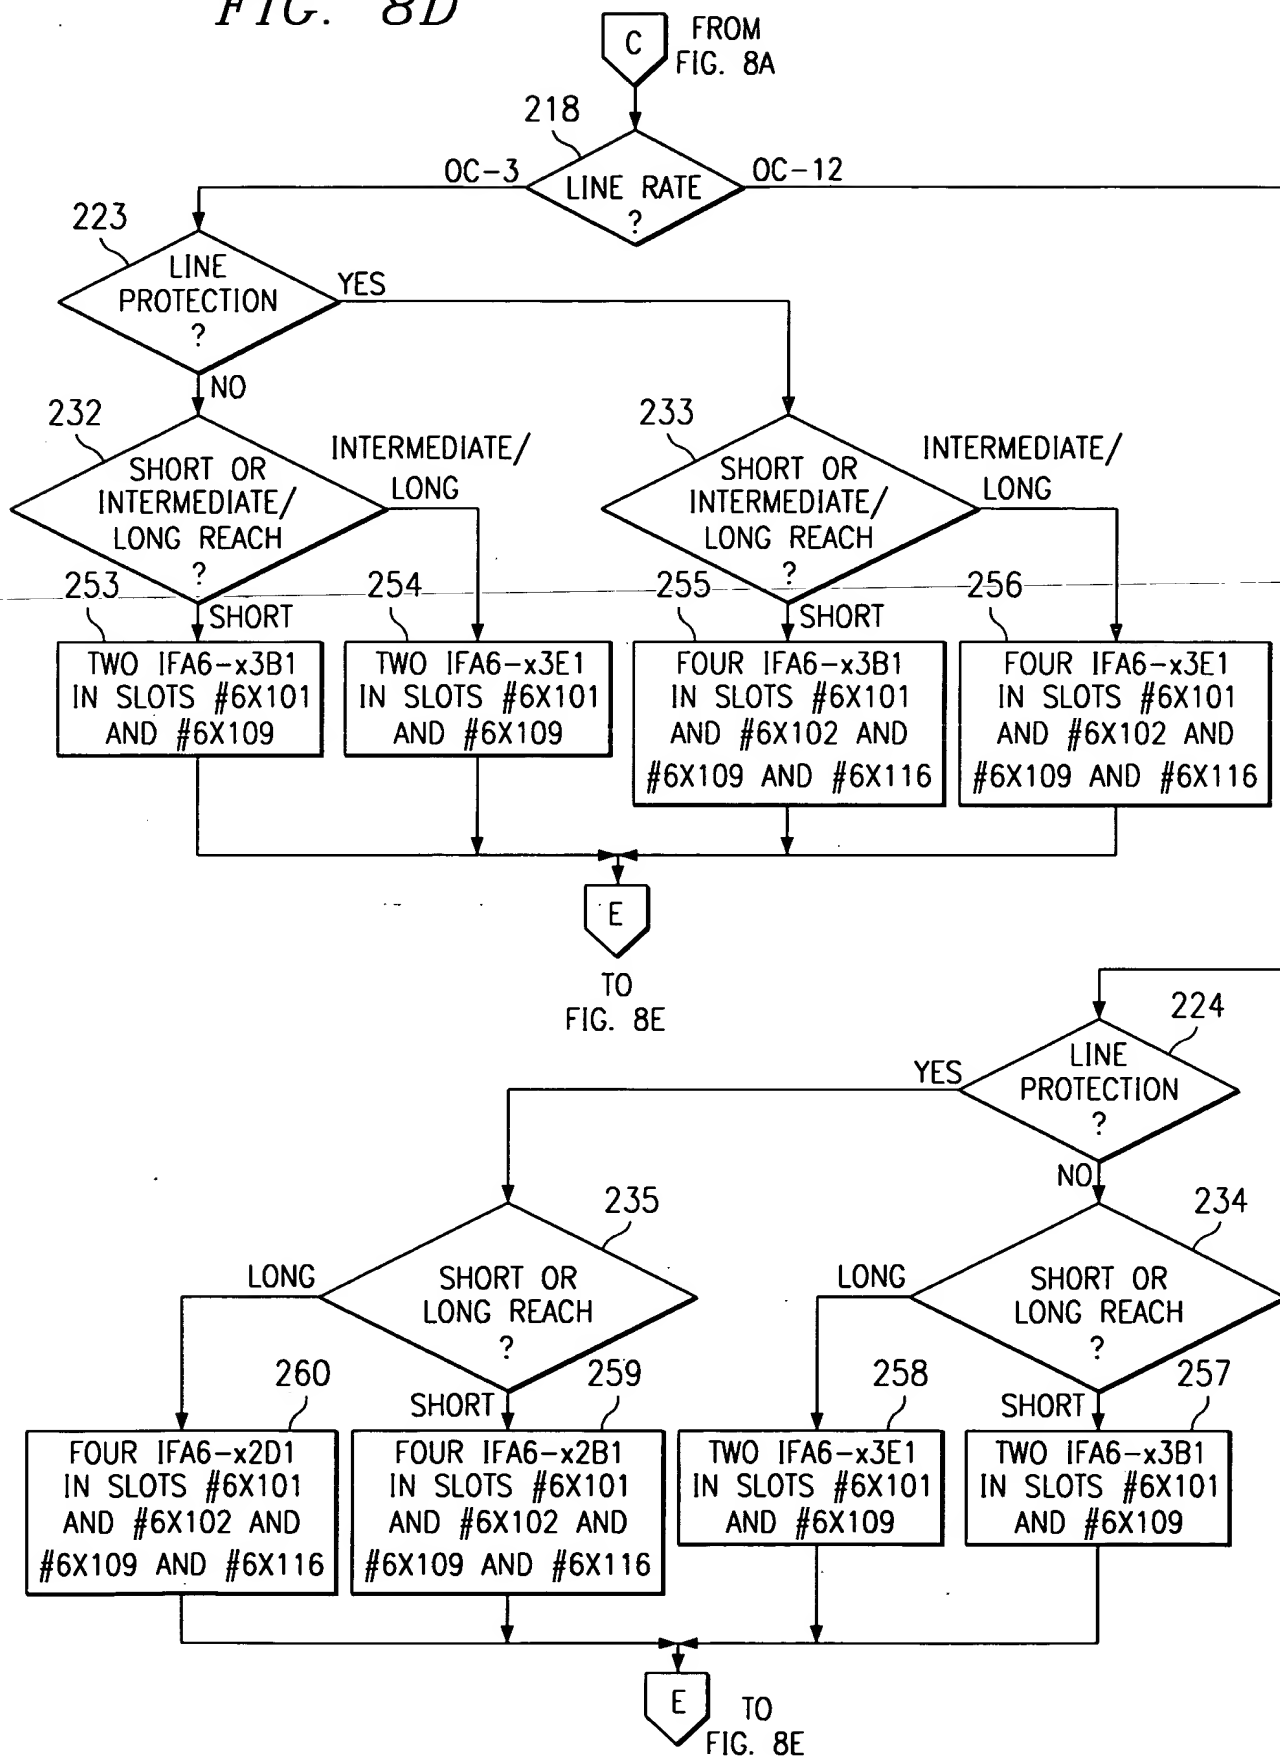 FIG. 8D
C
FROM
FIG. 8A
218
OC-3
LINE RATE
?
OC-12
223
LINE
PROTECTION
?
YES
NO
232
SHORT OR
INTERMEDIATE/
LONG REACH
?
INTERMEDIATE/
LONG
233
SHORT OR
INTERMEDIATE/
LONG REACH
?
INTERMEDIATE/
LONG
253
SHORT
254
255
SHORT
256
TWO IFA6-x3B1
IN SLOTS #6X101
AND #6X109
TWO IFA6-x3E1
IN SLOTS #6X101
AND #6X109
FOUR IFA6-x3B1
IN SLOTS #6X101
AND #6X102 AND
#6X109 AND #6X116
FOUR IFA6-x3E1
IN SLOTS #6X101
AND #6X102 AND
#6X109 AND #6X116
E
TO
FIG. 8E
224
LINE
PROTECTION
?
YES
NO
235
LONG
SHORT OR
LONG REACH
?
234
LONG
SHORT OR
LONG REACH
?
260
SHORT
259
258
SHORT
257
FOUR IFA6-x2D1
IN SLOTS #6X101
AND #6X102 AND
#6X109 AND #6X116
FOUR IFA6-x2B1
IN SLOTS #6X101
AND #6X102 AND
#6X109 AND #6X116
TWO IFA6-x3E1
IN SLOTS #6X101
AND #6X109
TWO IFA6-x3B1
IN SLOTS #6X101
AND #6X109
E
TO
FIG. 8E